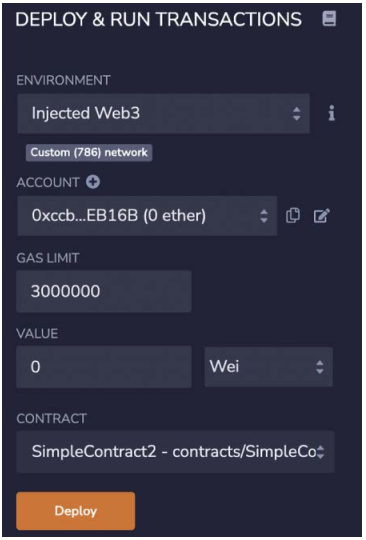 DEPLOY & RUN TRANSACTIONS
ENVIRONMENT
Injected Web3
Custom (786) network
ACCOUNT
0xccb...EB16B (0 ether)
GAS LIMIT
3000000
VALUE
0 Wei
CONTRACT
SimpleContract2 - contracts/SimpleCo
Deploy